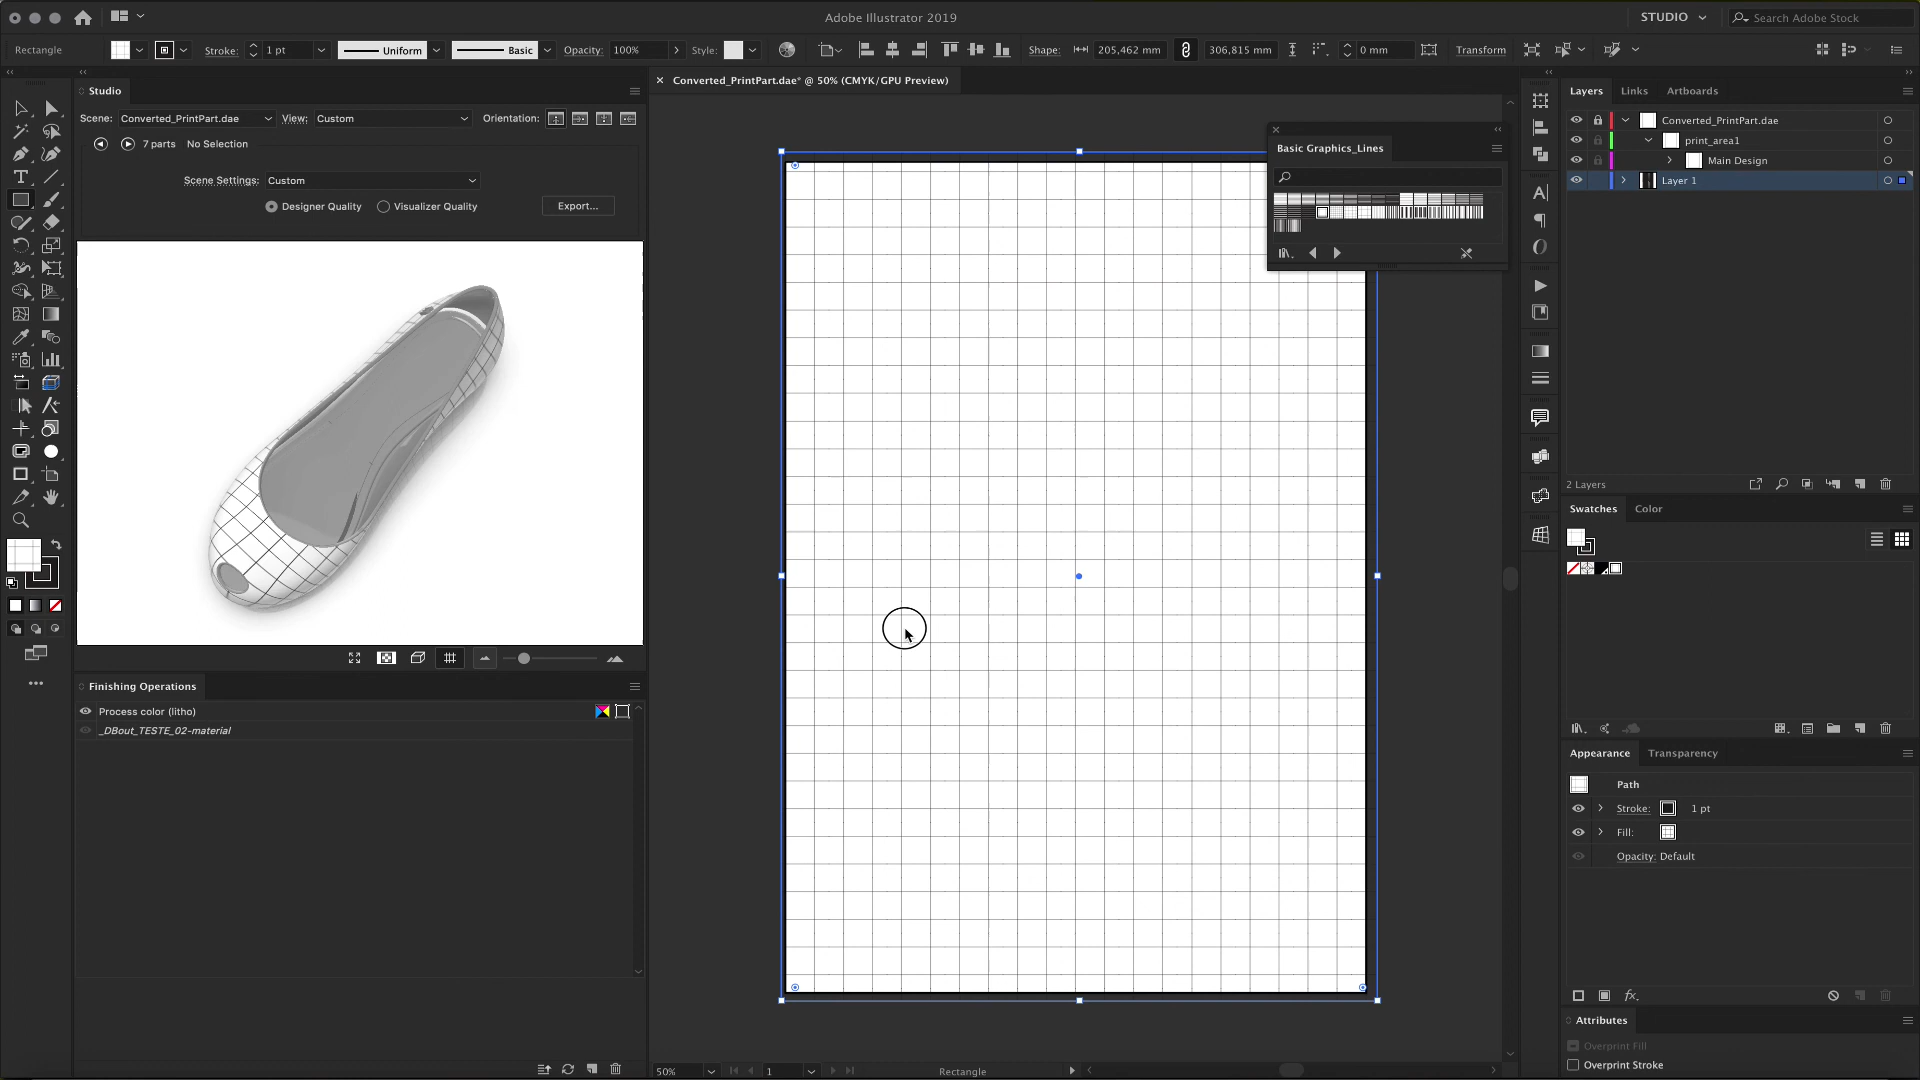 Adobe Illustrator 2019
STUDIO
Search Adobe Stock
Rectangle
Stroke:
1 pt
Uniform
Basic
Opacity:
100%
Style:
Shape:
205,462 mm
306,815 mm
0 mm
Transform
Studio
Converted_PrintPart.dae* @ 50% (CMYK/GPU Preview)
Layers
Links
Artboards
Scene:
Converted_PrintPart.dae
View:
Custom
Orientation:
7 parts
No Selection
Scene Settings:
Custom
Designer Quality
Visualizer Quality
Export...
Basic Graphics_Lines
Converted_PrintPart.dae
print_area1
Main Design
Layer 1
2 Layers
Swatches
Color
Finishing Operations
Process color (litho)
_DBout_TESTE_02-material
Appearance
Transparency
Path
Stroke:
1 pt
Fill:
Opacity: Default
fx.
Attributes
Overprint Fill
Overprint Stroke
50%
1
Rectangle